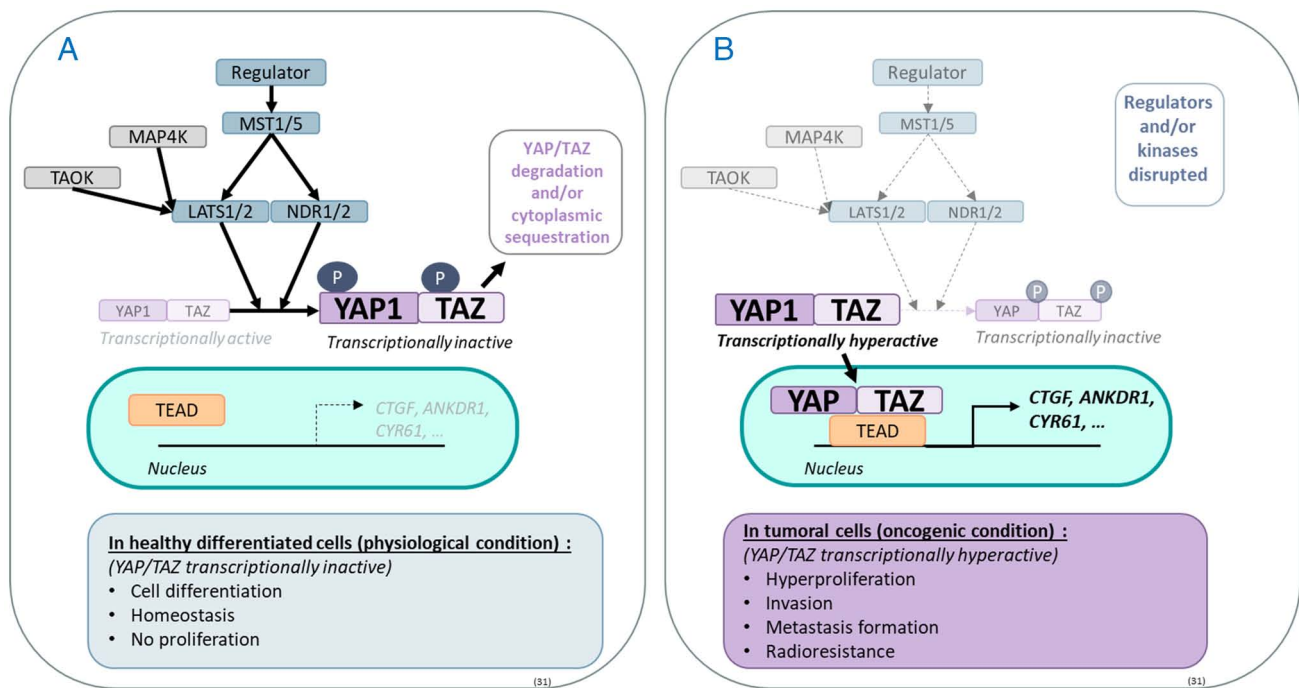 A
Regulator
MST1/5
MAP4K
TAOK
LATS1/2
NDR1/2
YAP/TAZ
degradation
and/or
cytoplasmic
sequestration
P
P
YAP1
TAZ
YAP1
TAZ
Transcriptionally active
Transcriptionally inactive
TEAD
CTGF, ANKDR1,
CYR61, ...
Nucleus
In healthy differentiated cells (physiological condition) :
(YAP/TAZ transcriptionally inactive)
• Cell differentiation
• Homeostasis
• No proliferation
(31)
B
Regulator
MST1/5
MAP4K
TAOK
LATS1/2
NDR1/2
Regulators
and/or
kinases
disrupted
YAP1
TAZ
P
P
YAP
TAZ
Transcriptionally hyperactive
Transcriptionally inactive
YAP
TAZ
TEAD
CTGF, ANKDR1,
CYR61, ...
Nucleus
In tumoral cells (oncogenic condition) :
(YAP/TAZ transcriptionally hyperactive)
• Hyperproliferation
• Invasion
• Metastasis formation
• Radioresistance
(31)